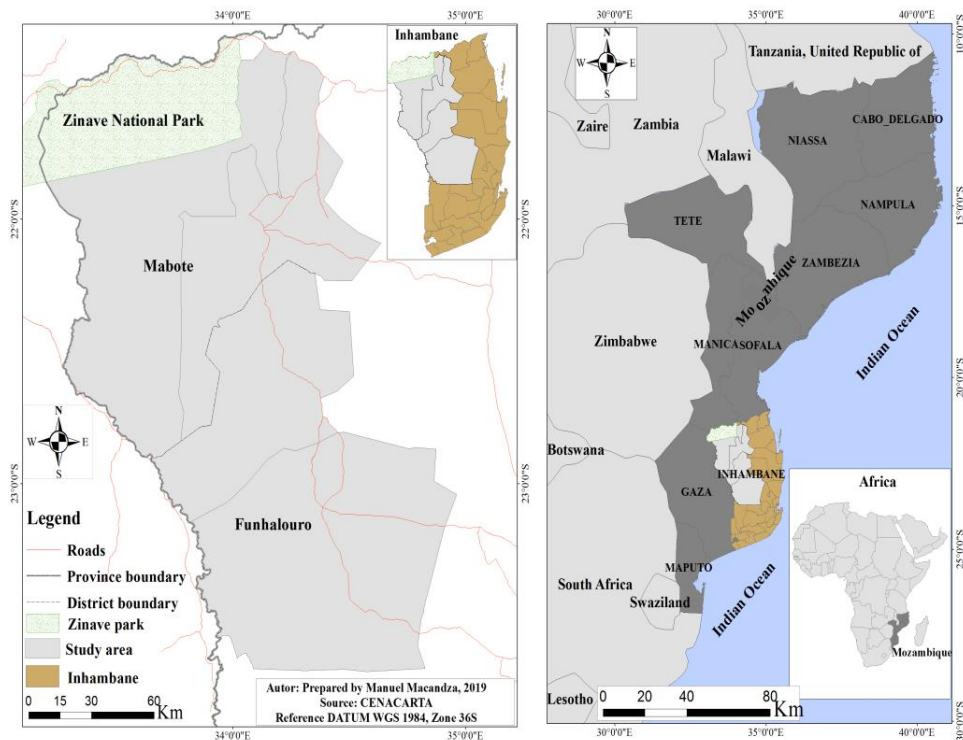 34°0'0"E
35°0'0"E
22°0'0"S
23°0'0"S
Zinave National Park
Inhambane
Mabote
Funhalouro
N
W
E
S
Legend
Roads
Province boundary
District boundary
Zinave park
Study area
Inhambane
0 15 30 60
Km
Autor: Prepared by Manuel Macandza, 2019
Source: CENACARTA
Reference DATUM WGS 1984, Zone 36S
34°0'0"E
35°0'0"E
22°0'0"S
23°0'0"S
30°0'0"E
35°0'0"E
40°0'0"E
10°0'0"S
15°0'0"S
20°0'0"S
25°0'0"S
30°0'0"S
N
W
E
S
Tanzania, United Republic of
Zaire
Zambia
Malawi
CABO_DELGADO
NIASSA
NAMPULA
TETE
ZAMBEZIA
Mo oz nbique
MANICA
SOFALA
Zimbabwe
Indian Ocean
Botswana
INHAMBANE
GAZA
MAPUTO
South Africa
Swaziland
Indian Ocean
Lesotho
Africa
Mozambique
0 20 40 80
Km
30°0'0"E
35°0'0"E
40°0'0"E